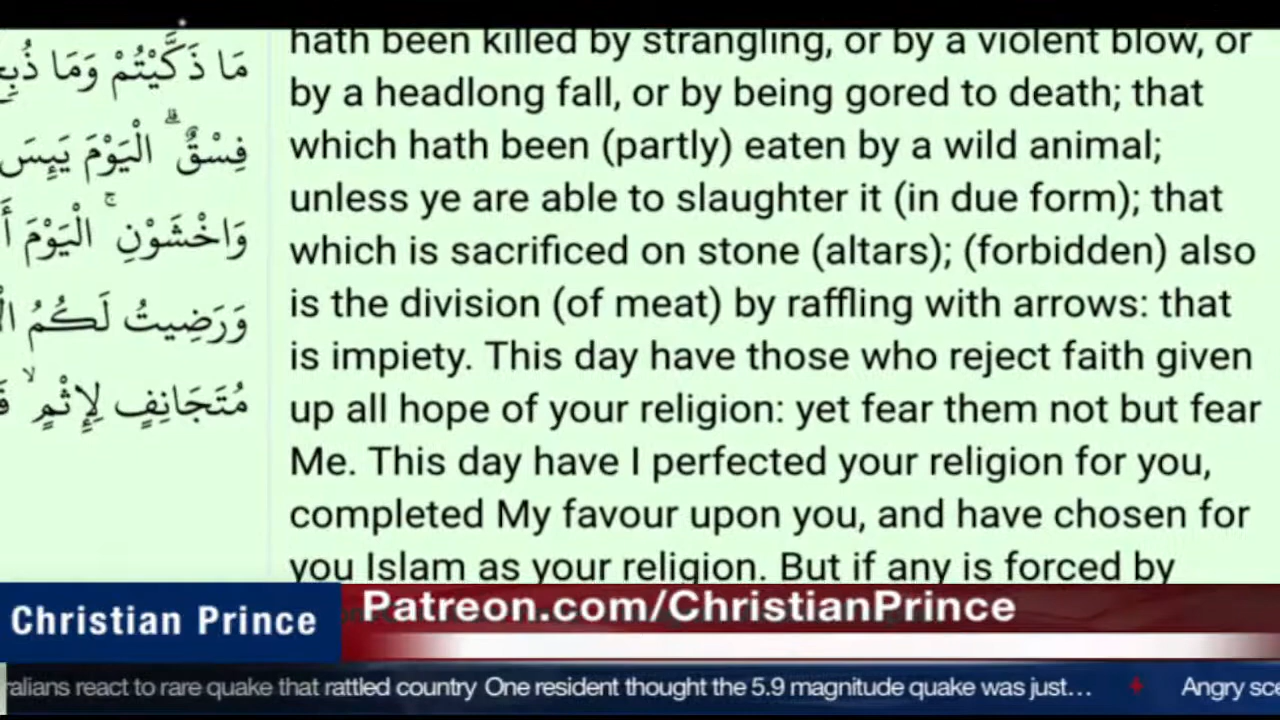 hath been killed by strangling, or by a violent blow, or
by a headlong fall, or by being gored to death; that
which hath been (partly) eaten by a wild animal;
unless ye are able to slaughter it (in due form); that
which is sacrificed on stone (altars); (forbidden) also
is the division (of meat) by raffling with arrows: that
is impiety. This day have those who reject faith given
up all hope of your religion: yet fear them not but fear
Me. This day have I perfected your religion for you,
completed My favour upon you, and have chosen for
you Islam as your religion. But if any is forced by
مَا ذَكَّيْتُمْ وَمَا
فِسْقٌ ۗ الْيَوْمَ يَئِسَ
وَاخْشَوْنِ ۚ الْيَوْمَ
وَرَضِيتُ لَكُمُ
مُتَجَانِفٍ لِإِثْمٍ ۙ
Christian Prince
Patreon.com/ChristianPrince
ralians react to rare quake that rattled country One resident thought the 5.9 magnitude quake was just... Angry sce